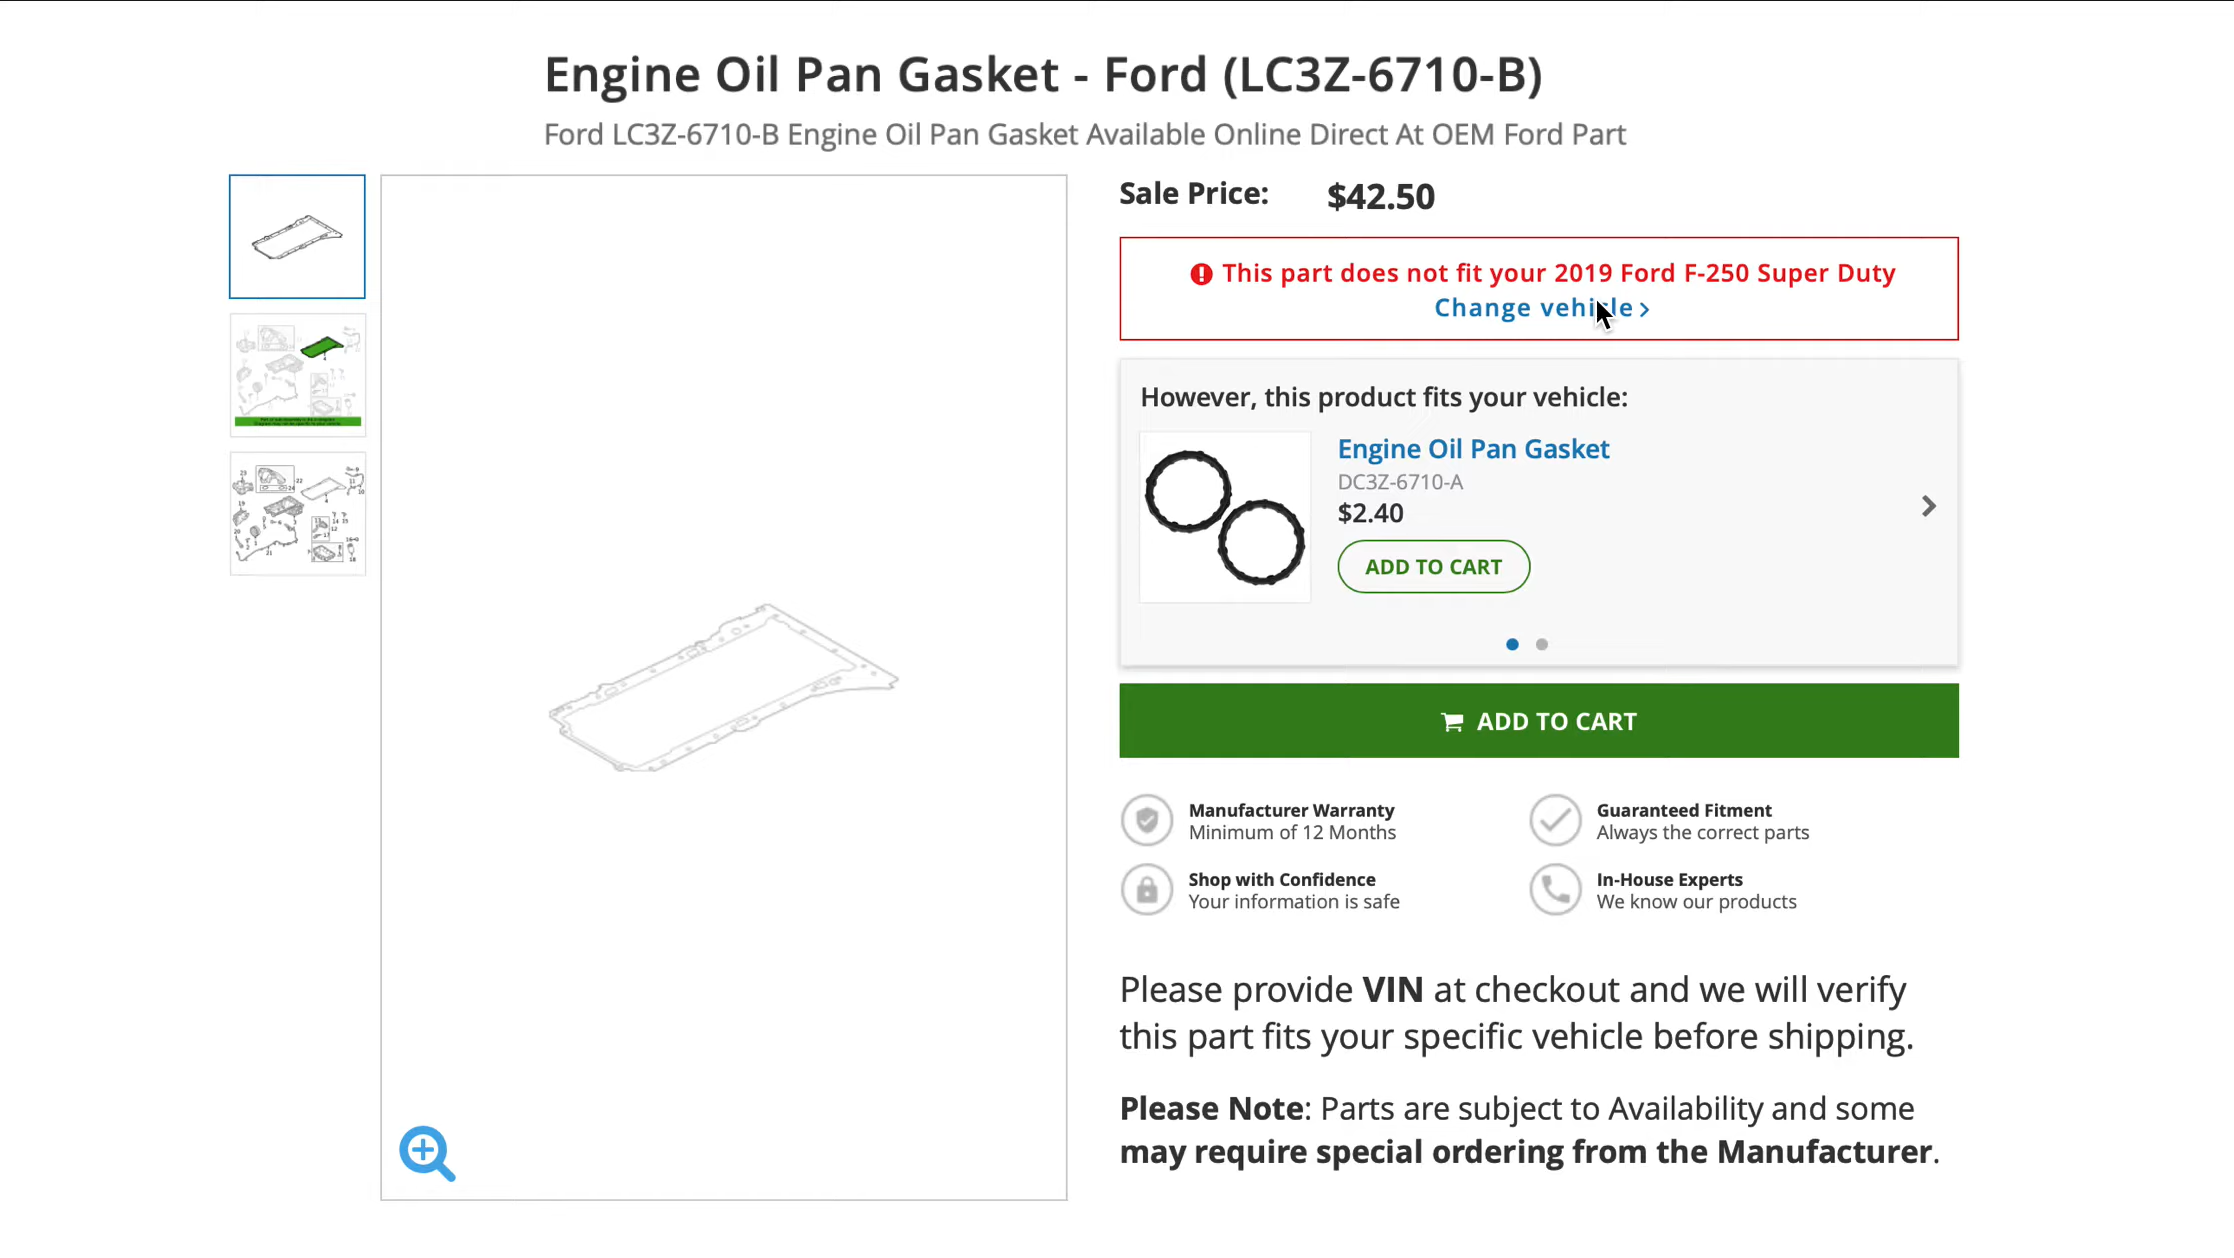 Engine Oil Pan Gasket - Ford (LC3Z-6710-B)
Ford LC3Z-6710-B Engine Oil Pan Gasket Available Online Direct At OEM Ford Part
Sale Price: $42.50
This part does not fit your 2019 Ford F-250 Super Duty
Change vehicle >
However, this product fits your vehicle:
Engine Oil Pan Gasket
DC3Z-6710-A
$2.40
ADD TO CART
ADD TO CART
Manufacturer Warranty
Minimum of 12 Months
Guaranteed Fitment
Always the correct parts
Shop with Confidence
Your information is safe
In-House Experts
We know our products
Please provide VIN at checkout and we will verify
this part fits your specific vehicle before shipping.
Please Note: Parts are subject to Availability and some
may require special ordering from the Manufacturer.